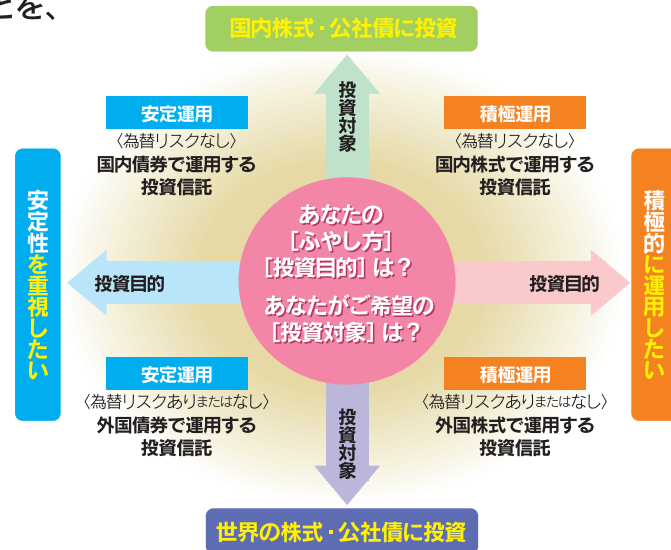 とを、
国内株式・公社債に投資
投資対象
安定運用
〈為替リスクなし〉
国内債券で運用する
投資信託
積極運用
〈為替リスクなし〉
国内株式で運用する
投資信託
安定性を重視したい
投資目的
あなたの
［ふやし方］
［投資目的］は？
あなたがご希望の
［投資対象］は？
投資目的
積極的に運用したい
安定運用
〈為替リスクありまたはなし〉
外国債券で運用する
投資信託
投資対象
積極運用
〈為替リスクありまたはなし〉
外国株式で運用する
投資信託
世界の株式・公社債に投資